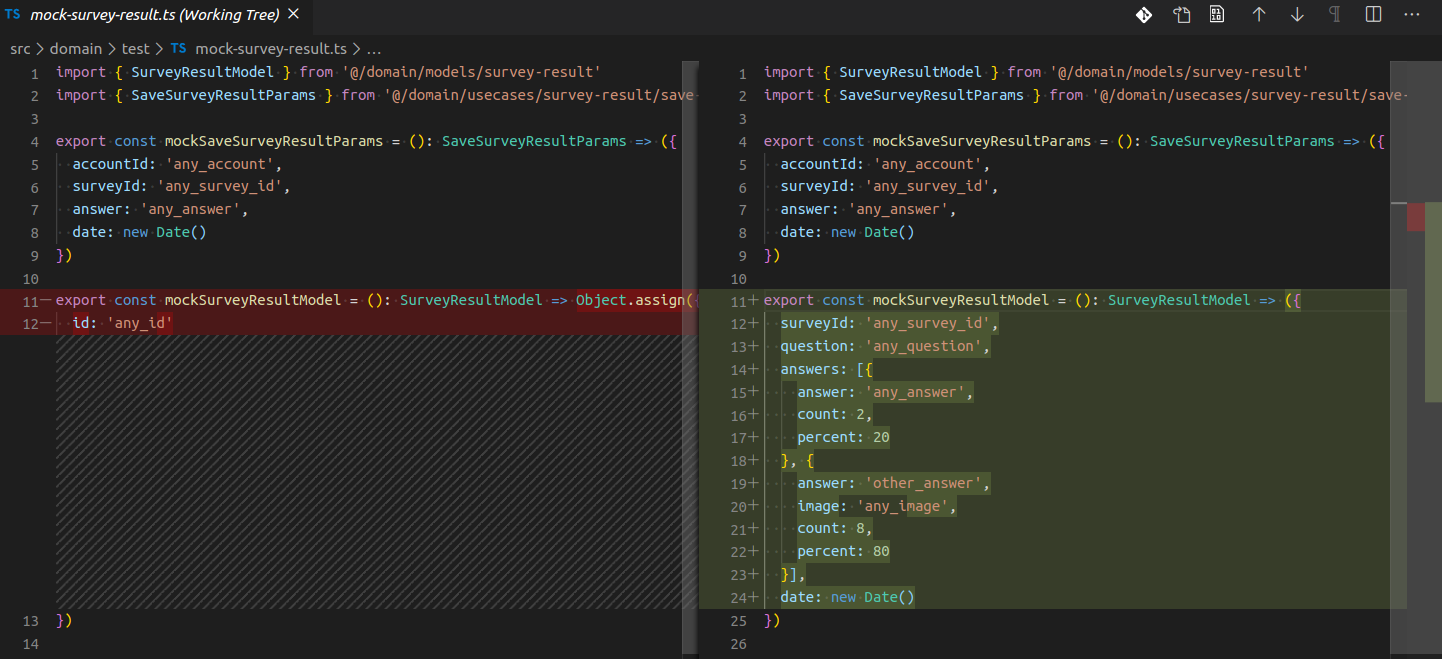 TS mock-survey-result.ts (Working Tree)
src > domain > test > TS mock-survey-result.ts > ...
1 import { SurveyResultModel } from '@/domain/models/survey-result'
2 import { SaveSurveyResultParams } from '@/domain/usecases/survey-result/save-
3
4 export const mockSaveSurveyResultParams = (): SaveSurveyResultParams => ({
5 accountId: 'any_account',
6 surveyId: 'any_survey_id',
7 answer: 'any_answer',
8 date: new Date()
9 })
10
11— export const mockSurveyResultModel = (): SurveyResultModel => Object.assign({
12— id: 'any_id'
13 })
14
1 import { SurveyResultModel } from '@/domain/models/survey-result'
2 import { SaveSurveyResultParams } from '@/domain/usecases/survey-result/save-
3
4 export const mockSaveSurveyResultParams = (): SaveSurveyResultParams => ({
5 accountId: 'any_account',
6 surveyId: 'any_survey_id',
7 answer: 'any_answer',
8 date: new Date()
9 })
10
11+ export const mockSurveyResultModel = (): SurveyResultModel => ({
12+ surveyId: 'any_survey_id',
13+ question: 'any_question',
14+ answers: [{
15+ answer: 'any_answer',
16+ count: 2,
17+ percent: 20
18+ }, {
19+ answer: 'other_answer',
20+ image: 'any_image',
21+ count: 8,
22+ percent: 80
23+ }],
24+ date: new Date()
25 })
26